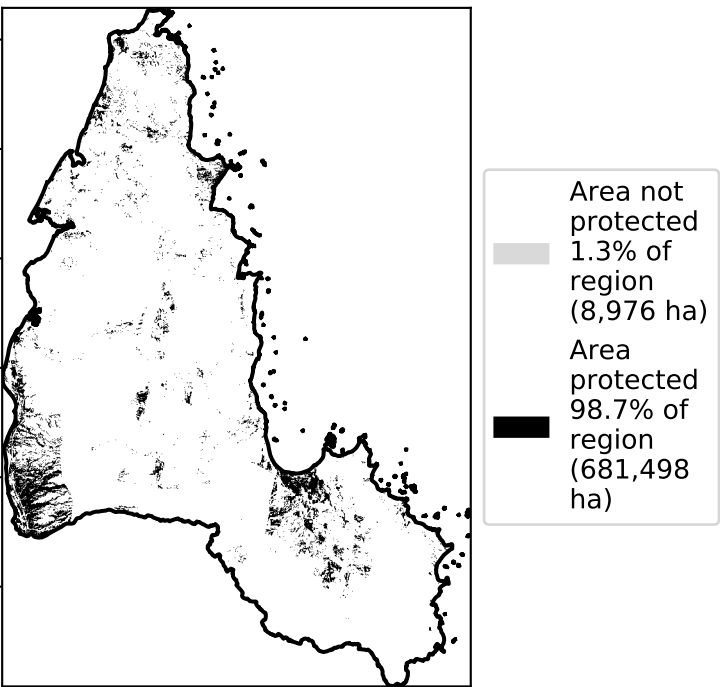 Area not
protected
1.3% of
region
(8,976 ha)
Area
protected
98.7% of
region
(681,498
ha)